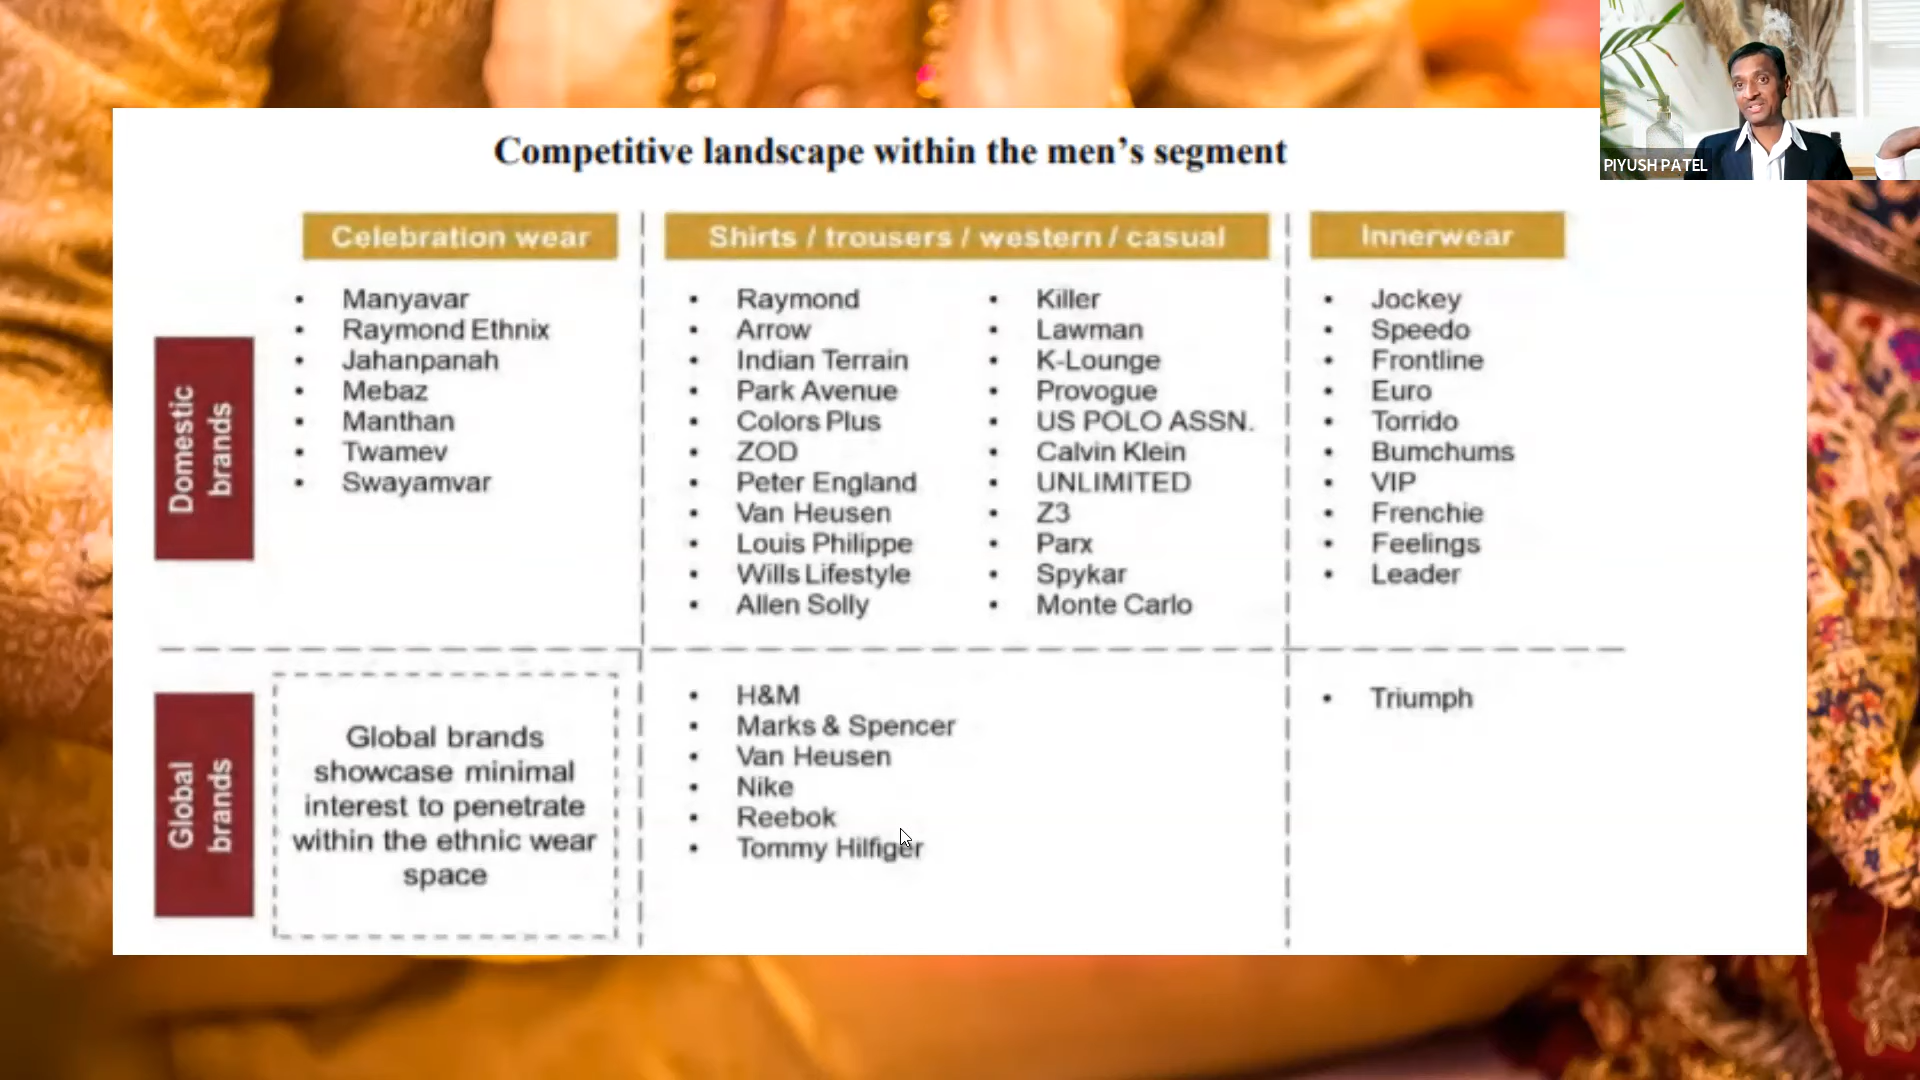 Competitive landscape within the men's segment
PIYUSH PATEL
Celebration wear
Shirts / trousers / western / casual
Innerwear
Domestic
brands
Manyavar
Raymond Ethnix
Jahanpanah
Mebaz
Manthan
Twamev
Swayamvar
Raymond
Arrow
Indian Terrain
Park Avenue
Colors Plus
ZOD
Peter England
Van Heusen
Louis Philippe
Wills Lifestyle
Allen Solly
Killer
Lawman
K-Lounge
Provogue
US POLO ASSN.
Calvin Klein
UNLIMITED
Z3
Parx
Spykar
Monte Carlo
Jockey
Speedo
Frontline
Euro
Torrido
Bumchums
VIP
Frenchie
Feelings
Leader
Global
brands
Global brands
showcase minimal
interest to penetrate
within the ethnic wear
space
H&M
Marks & Spencer
Van Heusen
Nike
Reebok
Tommy Hilfiger
Triumph